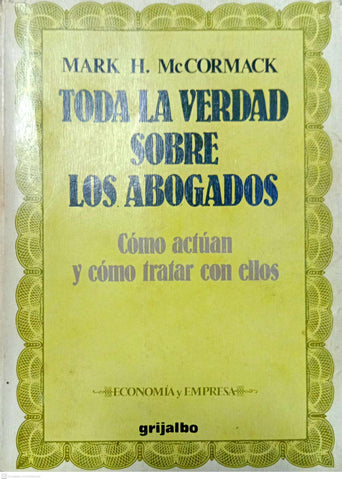 MARK H. McCORMACK
TODA LA VERDAD
SOBRE
LOS ABOGADOS
Cómo actúan
y cómo tratar con ellos
ECONOMÍA y EMPRESA
grijalbo